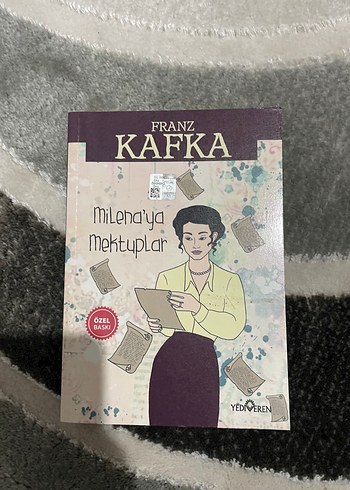 FRANZ
KAFKA
Milena'ya
Mektuplar
ÖZEL
BASKI
YEDİVEREN